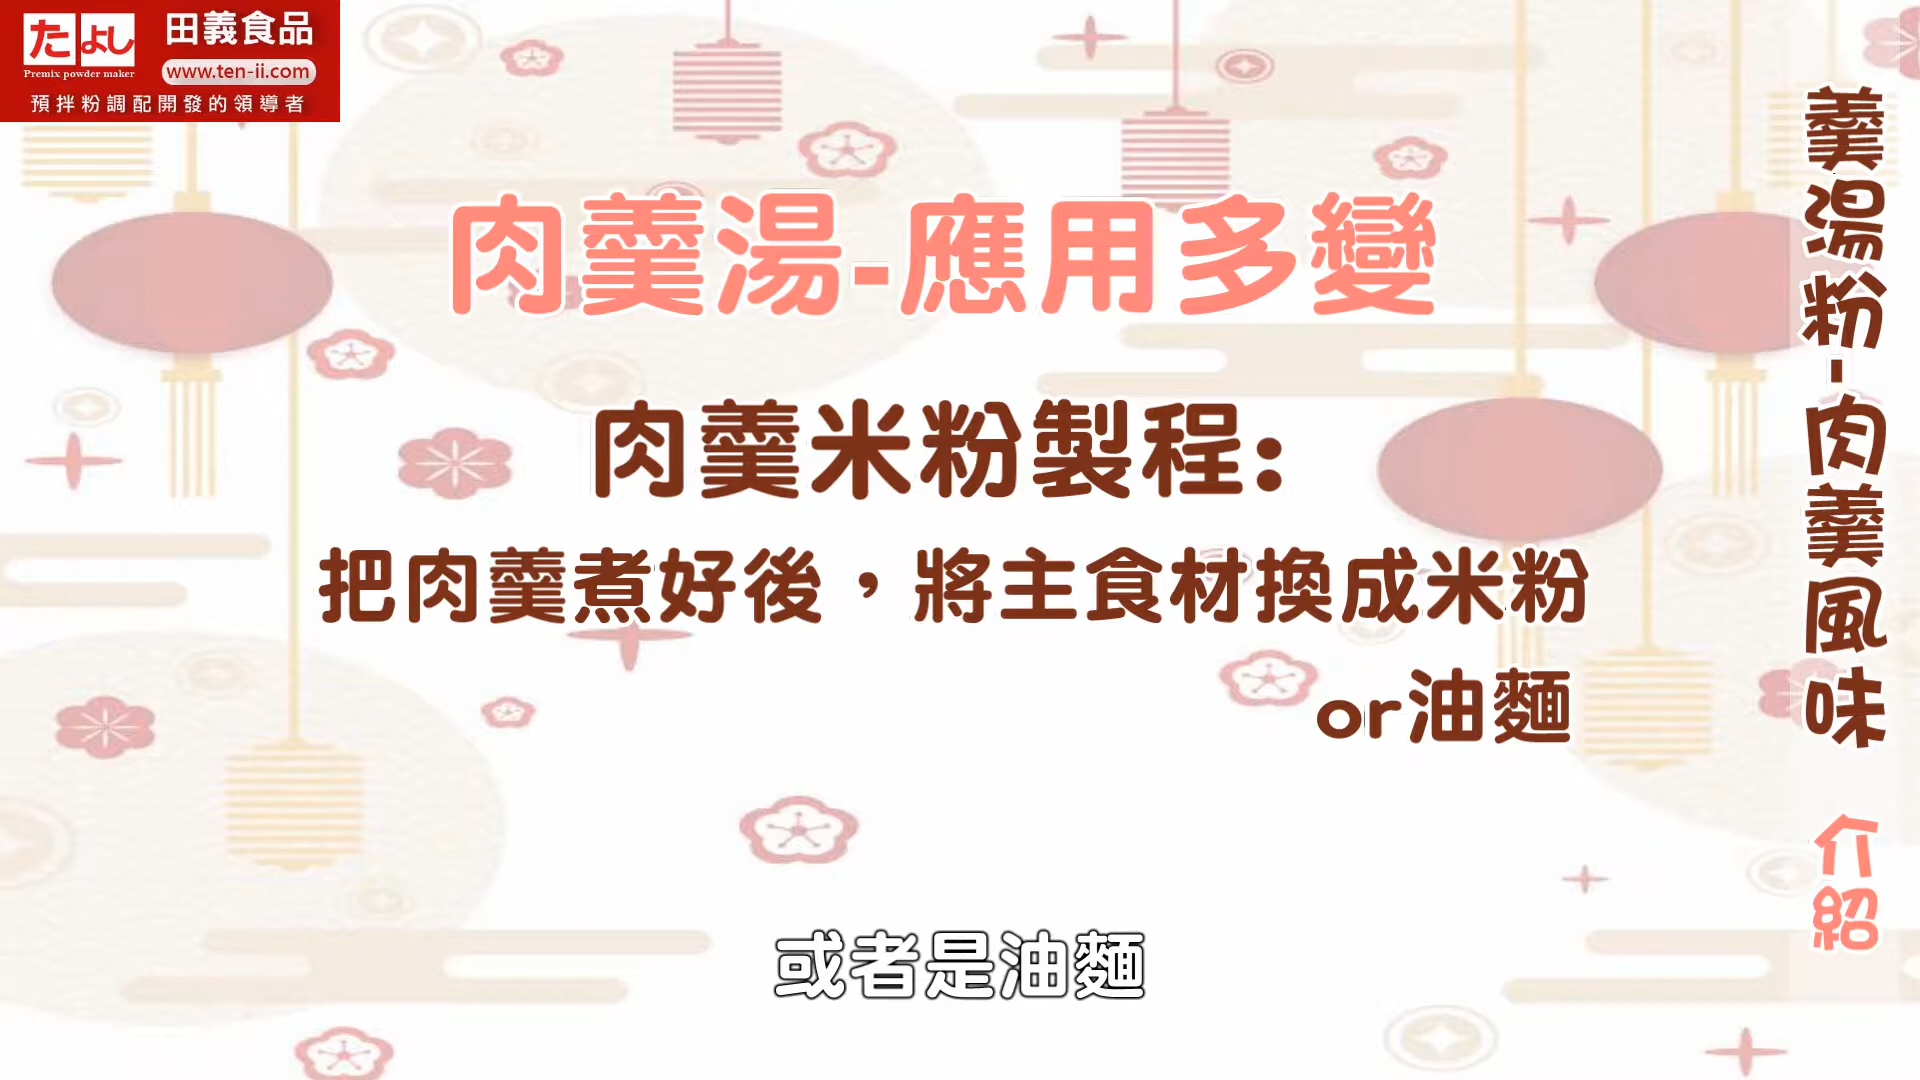 たよし
Premix powder maker
田義食品
www.ten-ii.com
預拌粉調配開發的領導者
肉羹湯-應用多變
肉羹米粉製程:
把肉羹煮好後，將主食材換成米粉
or油麵
或者是油麵
羹湯粉-肉羹風味 介紹